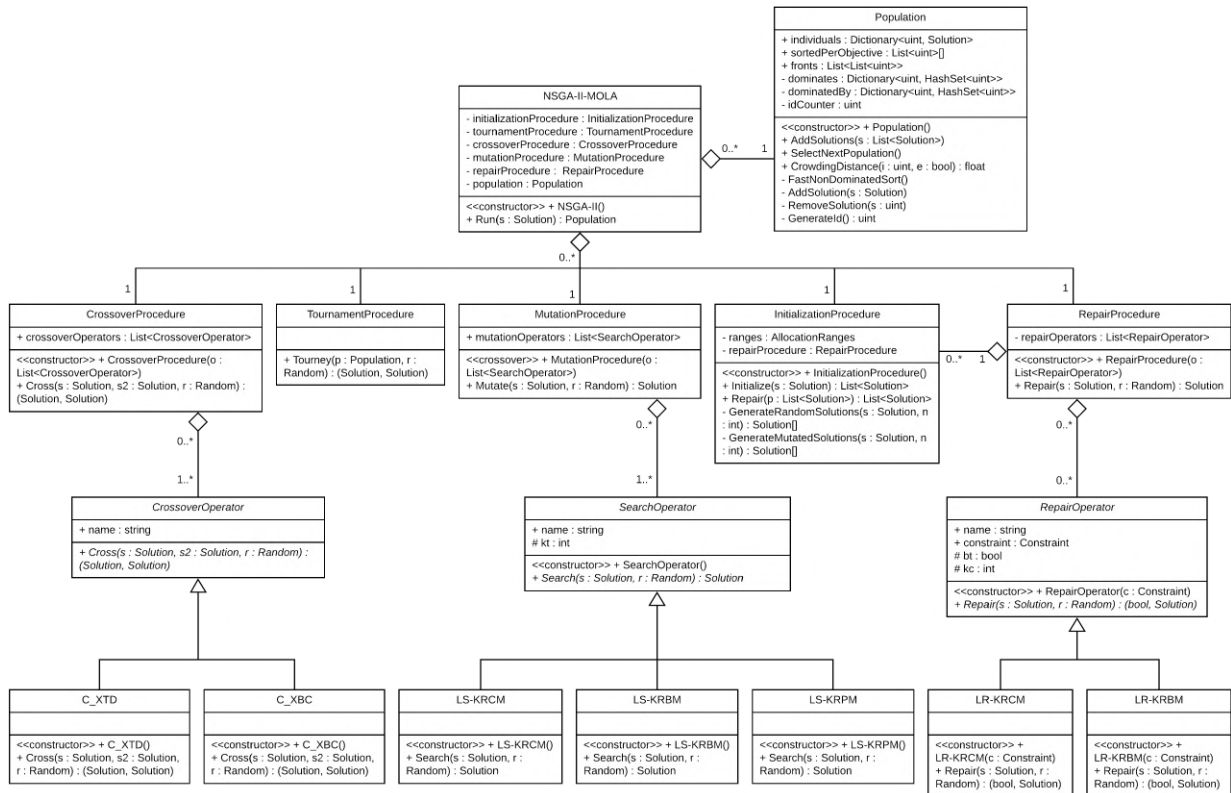 Population
+ individuals : Dictionary<uint, Solution>
+ sortedPerObjective : List<uint>[]
+ fronts : List<List<uint>>
- dominates : Dictionary<uint, HashSet<uint>>
- dominatedBy : Dictionary<uint, HashSet<uint>>
- idCounter : uint
<<constructor>> + Population()
+ AddSolutions(s : List<Solution>)
+ SelectNextPopulation()
+ CrowdingDistance(i : uint, e : bool) : float
- FastNonDominatedSort()
- AddSolution(s : Solution)
- RemoveSolution(s : uint)
- GenerateId() : uint
NSGA-II-MOLA
- initializationProcedure : InitializationProcedure
- tournamentProcedure : TournamentProcedure
- crossoverProcedure : CrossoverProcedure
- mutationProcedure : MutationProcedure
- repairProcedure :  RepairProcedure
- population : Population
<<constructor>> + NSGA-II()
+ Run(s : Solution) : Population
0..*
1
0..*
1
1
1
1
1
CrossoverProcedure
+ crossoverOperators : List<CrossoverOperator>
<<constructor>> + CrossoverProcedure(o :
List<CrossoverOperator>)
+ Cross(s : Solution, s2 : Solution, r : Random) :
(Solution, Solution)
TournamentProcedure
+ Tourney(p : Population, r :
Random) : (Solution, Solution)
MutationProcedure
+ mutationOperators : List<SearchOperator>
<<crossover>> + MutationProcedure(o :
List<SearchOperator>)
+ Mutate(s : Solution, r : Random) : Solution
InitializationProcedure
- ranges : AllocationRanges
- repairProcedure : RepairProcedure
<<constructor>> + InitializationProcedure()
+ Initialize(s : Solution) : List<Solution>
+ Repair(p : List<Solution>) : List<Solution>
- GenerateRandomSolutions(s : Solution, n
: int) : Solution[]
- GenerateMutatedSolutions(s : Solution, n
: int) : Solution[]
0..*
1
RepairProcedure
- repairOperators : List<RepairOperator>
<<constructor>> + RepairProcedure(o :
List<RepairOperator>)
+ Repair(s : Solution, r : Random) : Solution
0..*
1..*
0..*
1..*
0..*
0..*
CrossoverOperator
+ name : string
+ Cross(s : Solution, s2 : Solution, r : Random) :
(Solution, Solution)
SearchOperator
+ name : string
# kt : int
<<constructor>> + SearchOperator()
+ Search(s : Solution, r : Random) : Solution
RepairOperator
+ name : string
+ constraint : Constraint
# bt : bool
# kc : int
<<constructor>> + RepairOperator(c : Constraint)
+ Repair(s : Solution, r : Random) : (bool, Solution)
C_XTD
<<constructor>> + C_XTD()
+ Cross(s : Solution, s2 : Solution,
r : Random) : (Solution, Solution)
C_XBC
<<constructor>> + C_XBC()
+ Cross(s : Solution, s2 : Solution,
r : Random) : (Solution, Solution)
LS-KRCM
<<constructor>> + LS-KRCM()
+ Search(s : Solution, r :
Random) : Solution
LS-KRBM
<<constructor>> + LS-KRBM()
+ Search(s : Solution, r :
Random) : Solution
LS-KRPM
<<constructor>> + LS-KRPM()
+ Search(s : Solution, r :
Random) : Solution
LR-KRCM
<<constructor>> +
LR-KRCM(c : Constraint)
+ Repair(s : Solution, r :
Random) : (bool, Solution)
LR-KRBM
<<constructor>> +
LR-KRBM(c : Constraint)
+ Repair(s : Solution, r :
Random) : (bool, Solution)